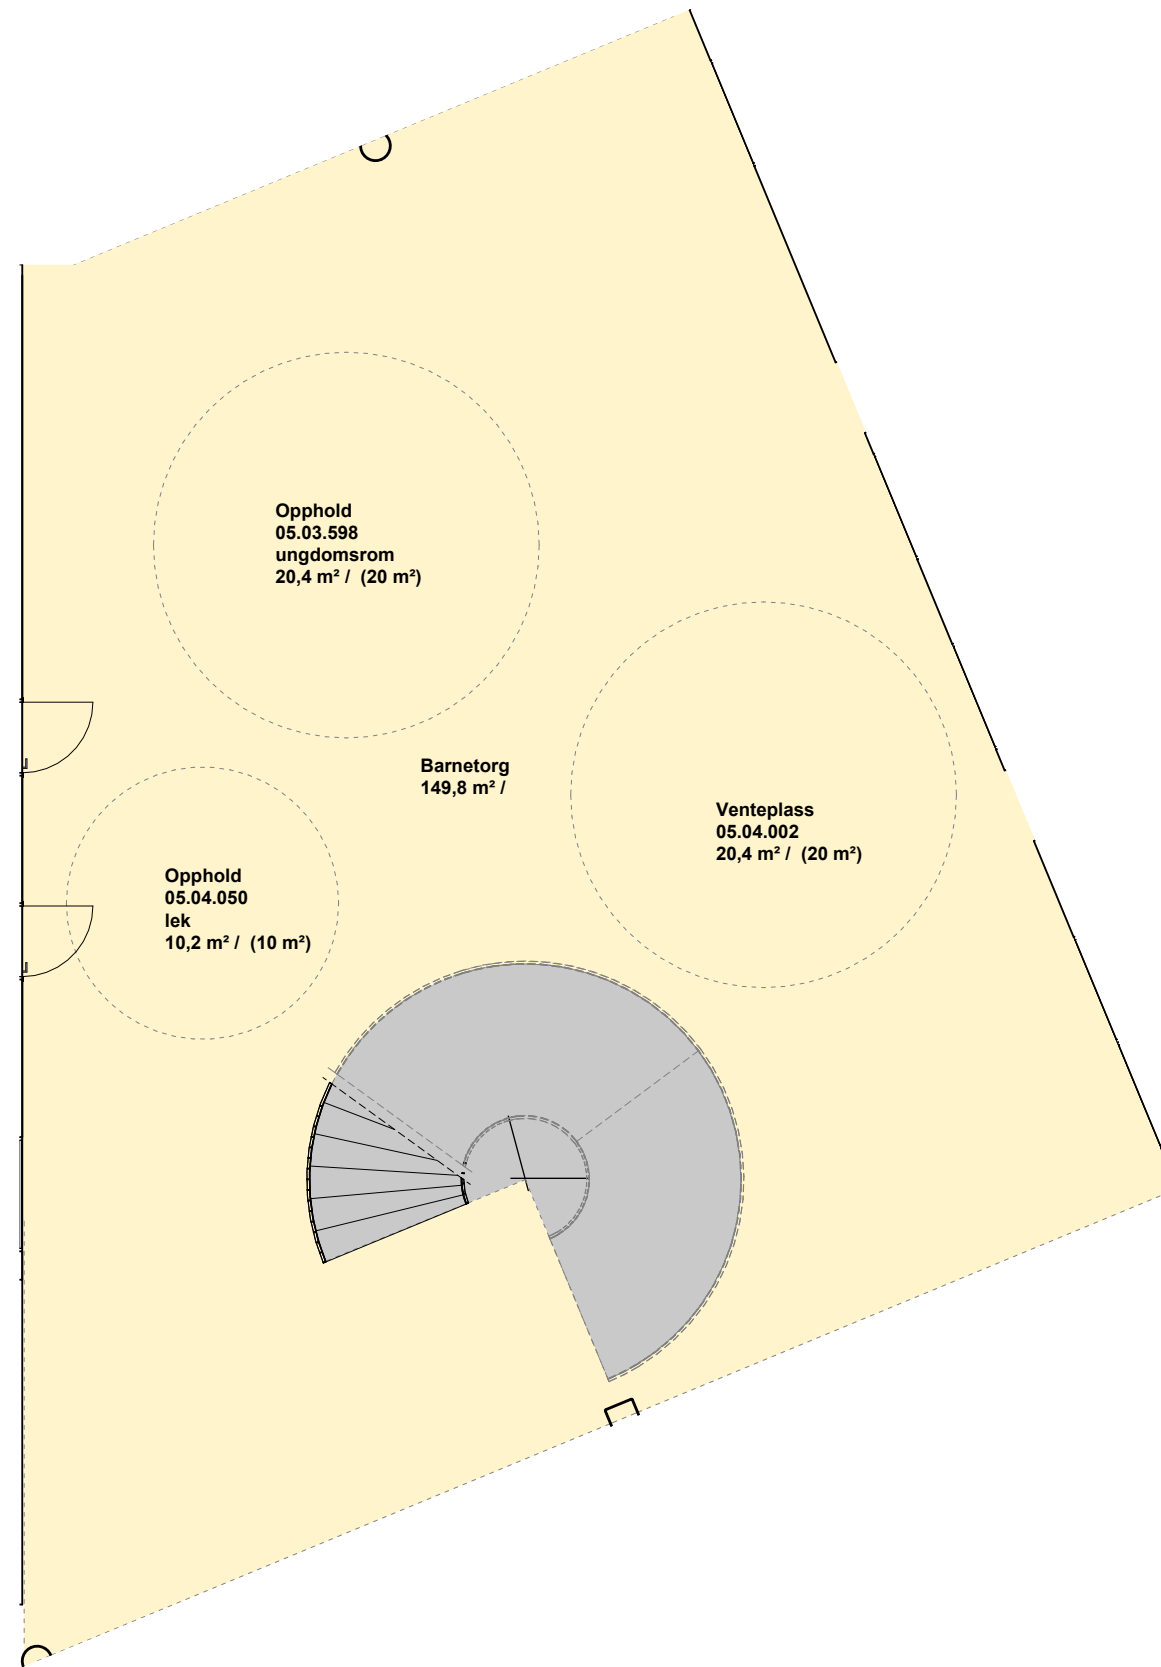 Opphold
05.03.598
ungdomsrom
20,4 m² / (20 m²)
Barnetorg
149,8 m² /
Venteplass
05.04.002
20,4 m² / (20 m²)
Opphold
05.04.050
lek
10,2 m² / (10 m²)